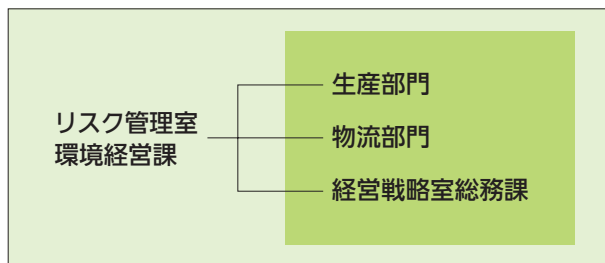 リスク管理室
環境経営課
生産部門
物流部門
経営戦略室総務課